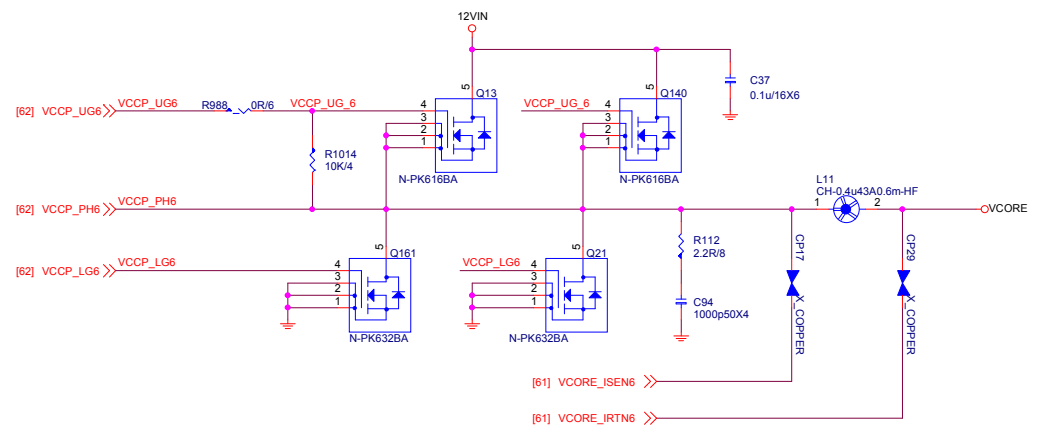 12VIN
5
Q13
5
Q140
C37
0.1u/16X6
[62] VCCP_UG6
VCCP_UG6
R988
0R/6
VCCP_UG_6
4
3
2
1
VCCP_UG_6
4
3
2
1
R1014
10K/4
N-PK616BA
N-PK616BA
L11
CH-0.4u43A0.6m-HF
[62] VCCP_PH6
VCCP_PH6
1
2
VCORE
5
Q161
5
Q21
R112
2.2R/8
CP17
CP29
[62] VCCP_LG6
VCCP_LG6
4
3
2
1
VCCP_LG6
4
3
2
1
C94
1000p50X4
X_COPPER
X_COPPER
N-PK632BA
N-PK632BA
[61] VCORE_ISEN6
[61] VCORE_IRTN6